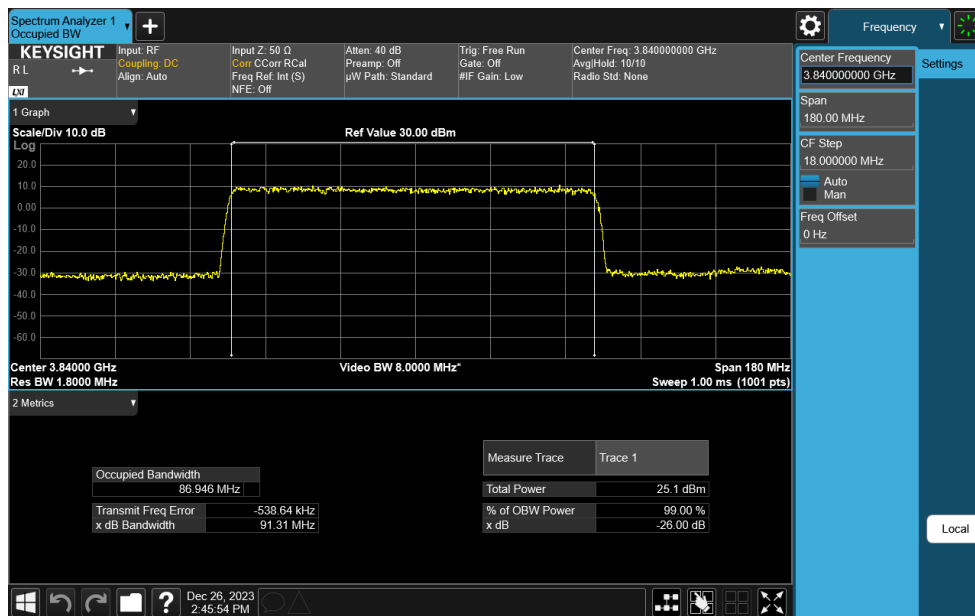 Spectrum Analyzer 1
Occupied BW
Frequency
KEYSIGHT
R L
LXI
Input: RF
Coupling: DC
Align: Auto
Input Z: 50 Ω
Corr CCorr RCal
Freq Ref: Int (S)
NFE: Off
Atten: 40 dB
Preamp: Off
µW Path: Standard
Trig: Free Run
Gate: Off
#IF Gain: Low
Center Freq: 3.840000000 GHz
Avg|Hold: 10/10
Radio Std: None
Center Frequency
3.840000000 GHz
Settings
Span
180.00 MHz
CF Step
18.000000 MHz
Auto
Man
Freq Offset
0 Hz
1 Graph
Scale/Div 10.0 dB
Ref Value 30.00 dBm
Log
20.0
10.0
0.00
-10.0
-20.0
-30.0
-40.0
-50.0
-60.0
Center 3.84000 GHz
Video BW 8.0000 MHz*
Span 180 MHz
Res BW 1.8000 MHz
Sweep 1.00 ms (1001 pts)
2 Metrics
Measure Trace
Trace 1
Occupied Bandwidth
86.946 MHz
Total Power
25.1 dBm
Transmit Freq Error
-538.64 kHz
% of OBW Power
99.00 %
x dB Bandwidth
91.31 MHz
x dB
-26.00 dB
Local
?
Dec 26, 2023
2:45:54 PM